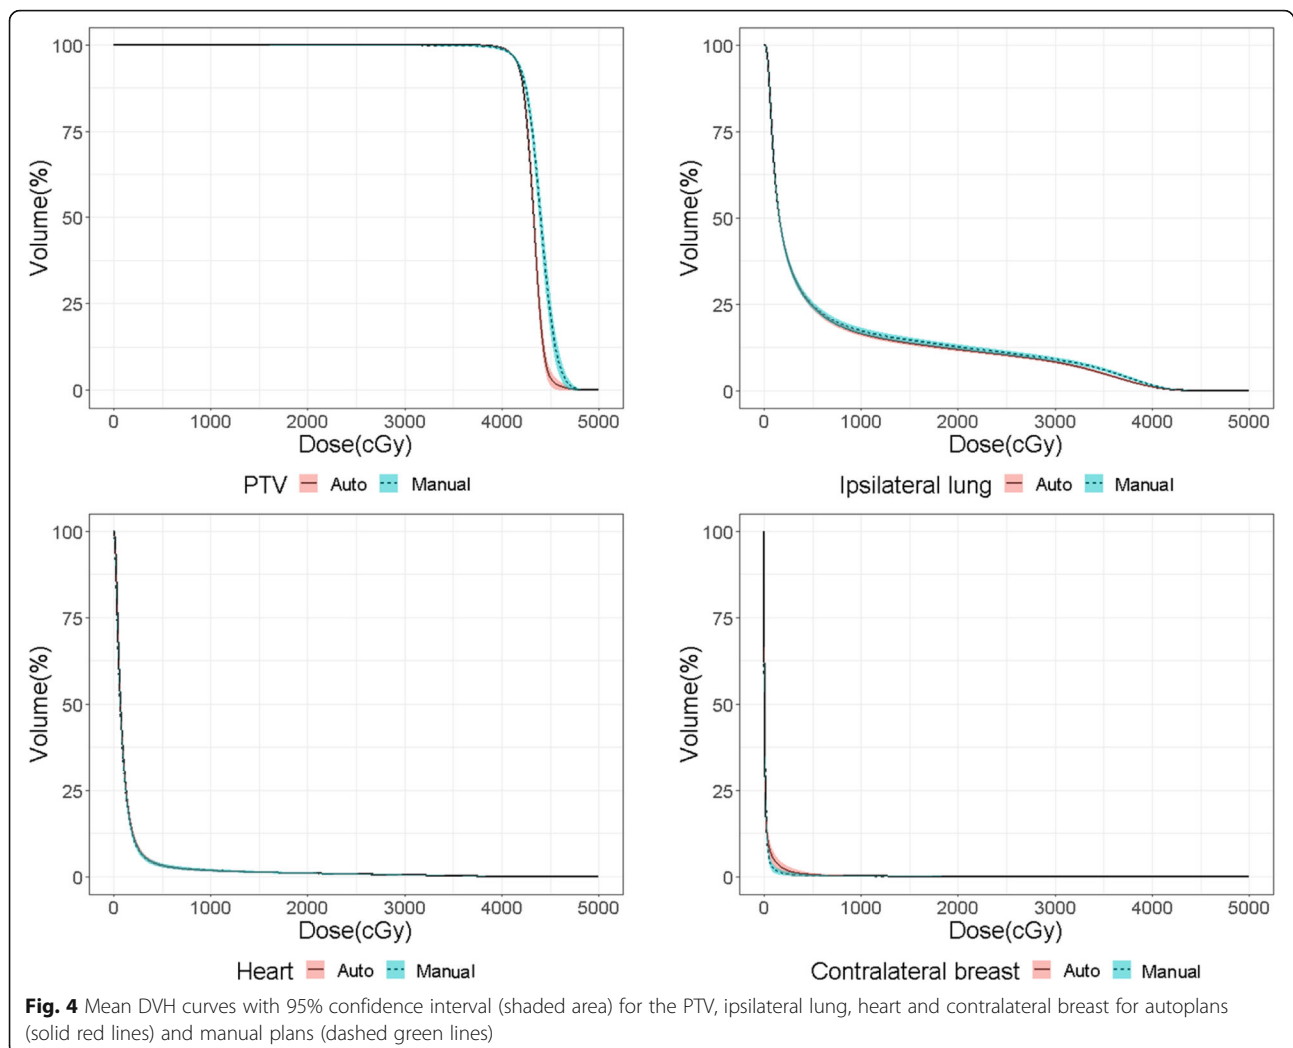 100
75
50
25
0
Volume(%)
0 1000 2000 3000 4000 5000
Dose(cGy)
PTV Auto Manual
100
75
50
25
0
Volume(%)
0 1000 2000 3000 4000 5000
Dose(cGy)
Ipsilateral lung Auto Manual
100
75
50
25
0
Volume(%)
0 1000 2000 3000 4000 5000
Dose(cGy)
Heart Auto Manual
100
75
50
25
0
Volume(%)
0 1000 2000 3000 4000 5000
Dose(cGy)
Contralateral breast Auto Manual
Fig. 4 Mean DVH curves with 95% confidence interval (shaded area) for the PTV, ipsilateral lung, heart and contralateral breast for autoplans
(solid red lines) and manual plans (dashed green lines)